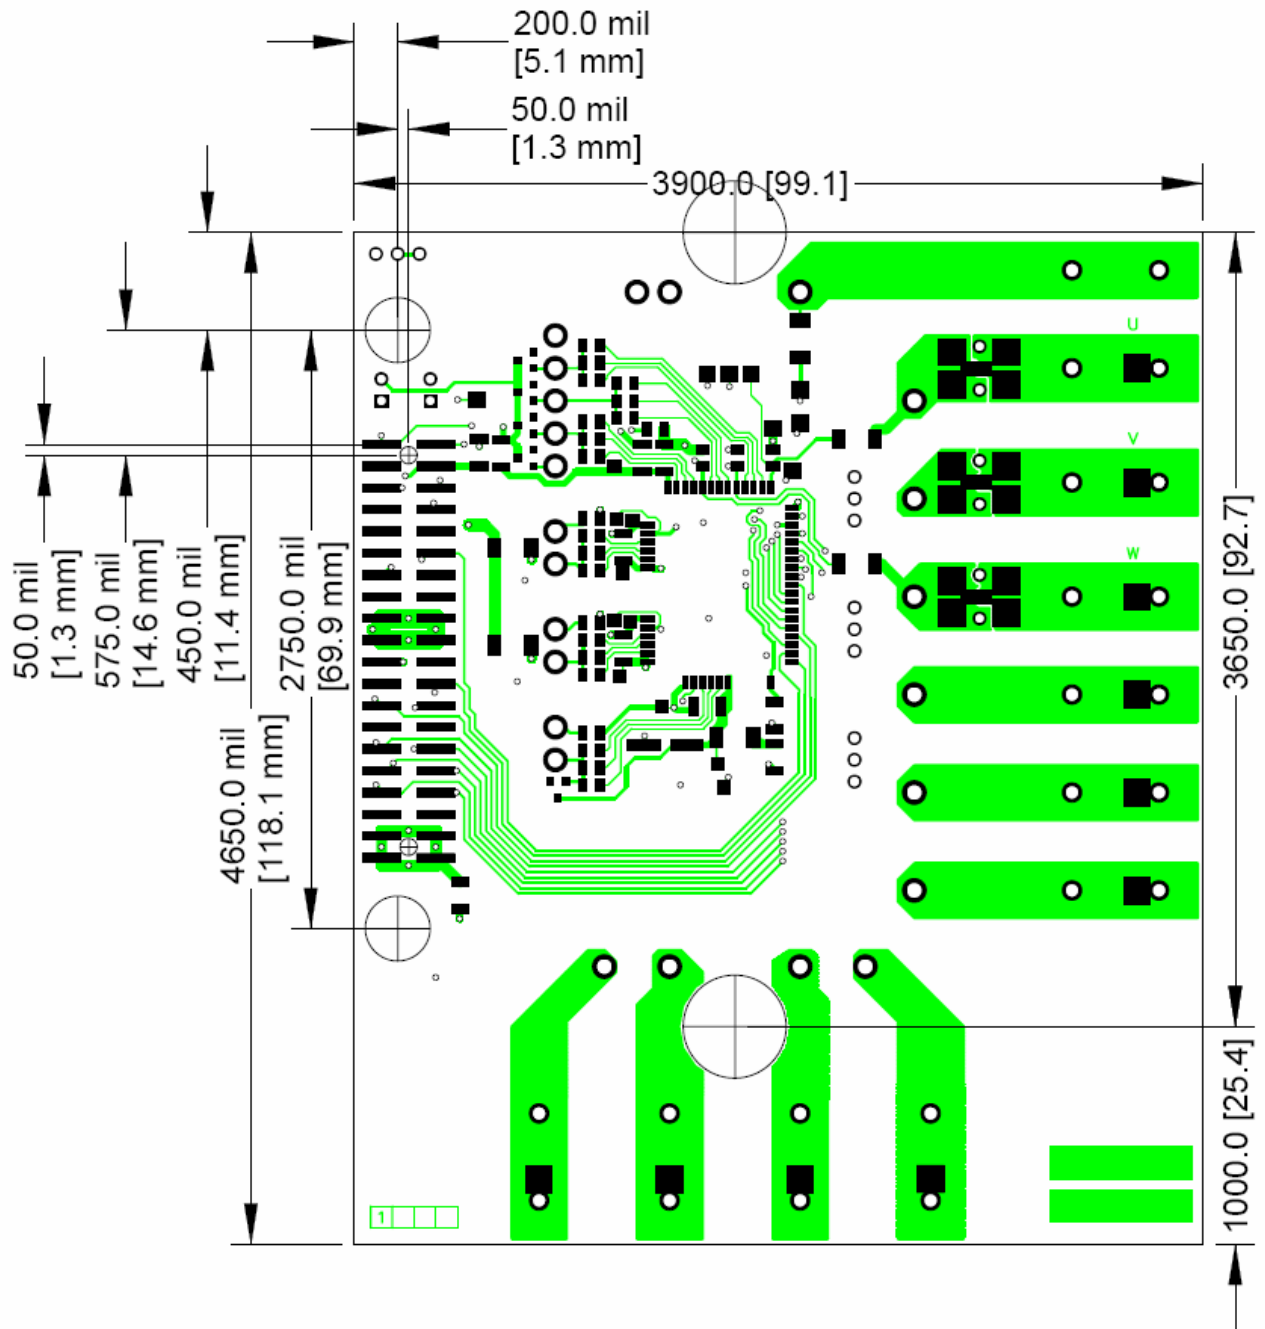 200.0 mil
[5.1 mm]
50.0 mil
[1.3 mm]
3900.0 [99.1]
U
V
W
50.0 mil
[1.3 mm]
5775.0 mil
[14.6 mm]
450.0 mil
[11.4 mm]
2750.0 mil
[69.9 mm]
4650.0 mil
[118.1 mm]
3650.0 [92.7]
1000.0 [25.4]
1